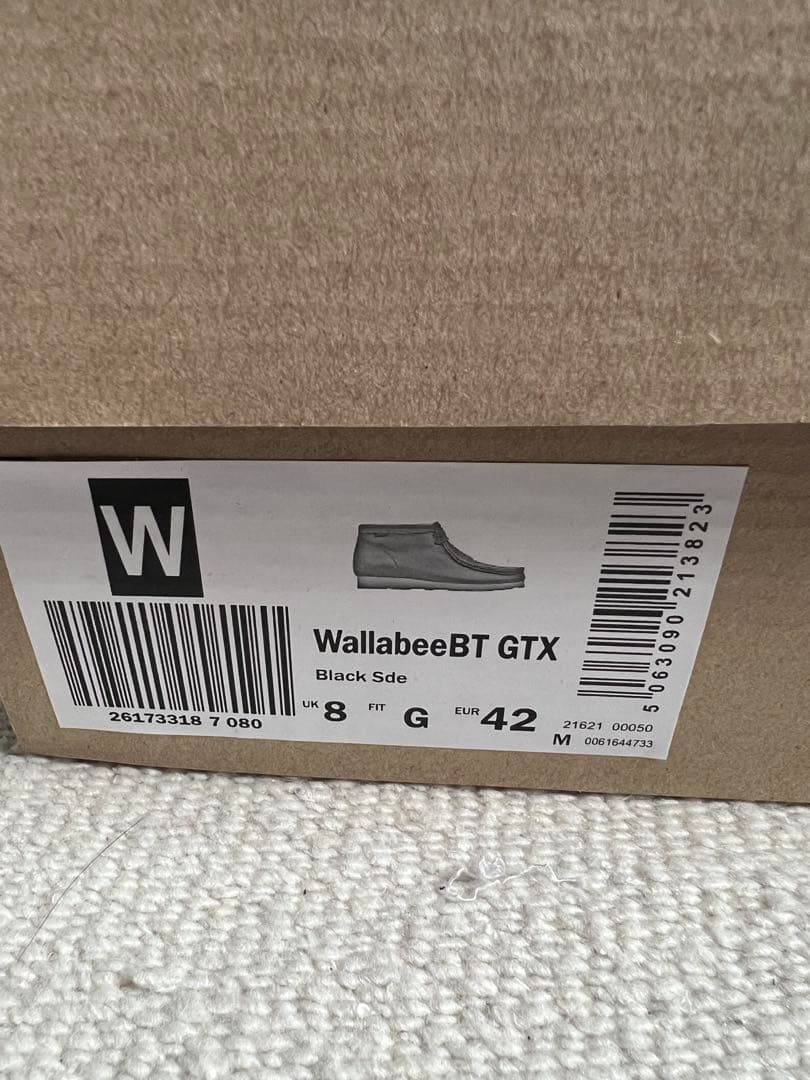 W
26173318 7 080
WallabeeBT GTX
Black Sde
UK 8 FIT G EUR 42
21621 00050
M 0061644733
5 063090 213823